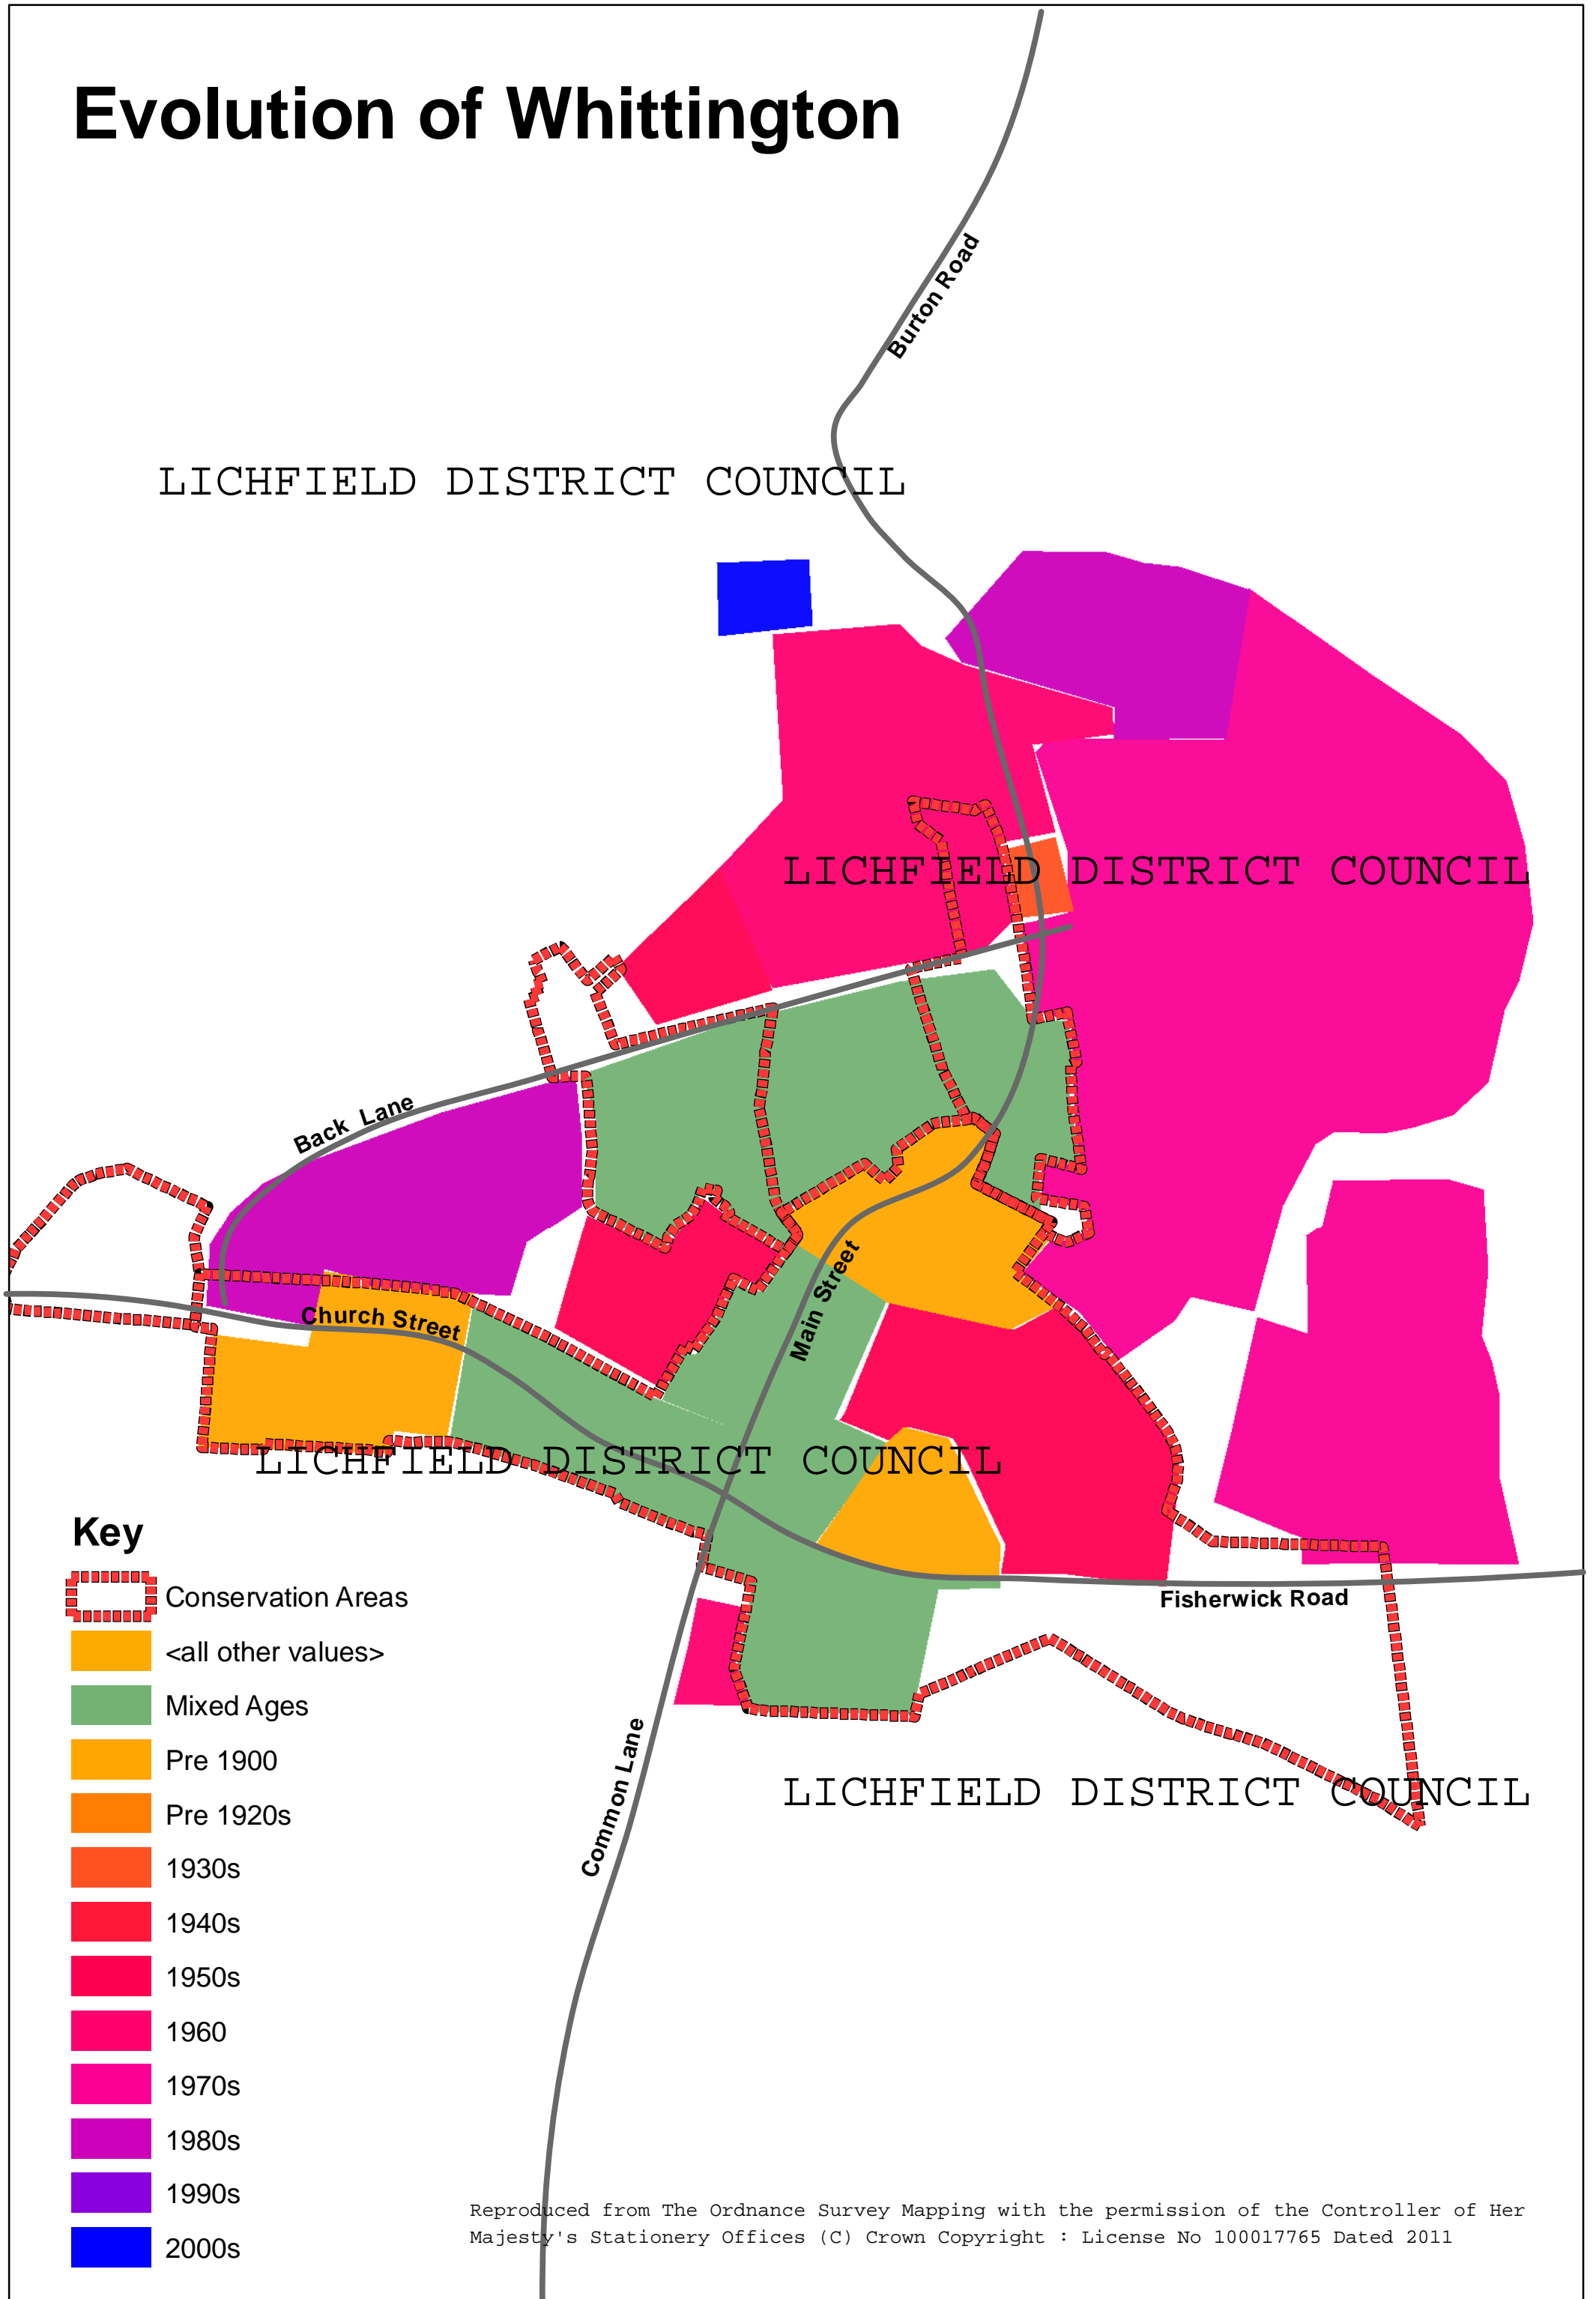 Evolution of Whittington
Burton Road
LICHFIELD DISTRICT COUNCIL
LICHFIELD DISTRICT COUNCIL
Back Lane
Church Street
Main Street
LICHFIELD DISTRICT COUNCIL
Fisherwick Road
Common Lane
LICHFIELD DISTRICT COUNCIL
Key
Conservation Areas
<all other values>
Mixed Ages
Pre 1900
Pre 1920s
1930s
1940s
1950s
1960
1970s
1980s
1990s
2000s
Reproduced from The Ordnance Survey Mapping with the permission of the Controller of Her
Majesty's Stationery Offices (C) Crown Copyright : License No 100017765 Dated 2011